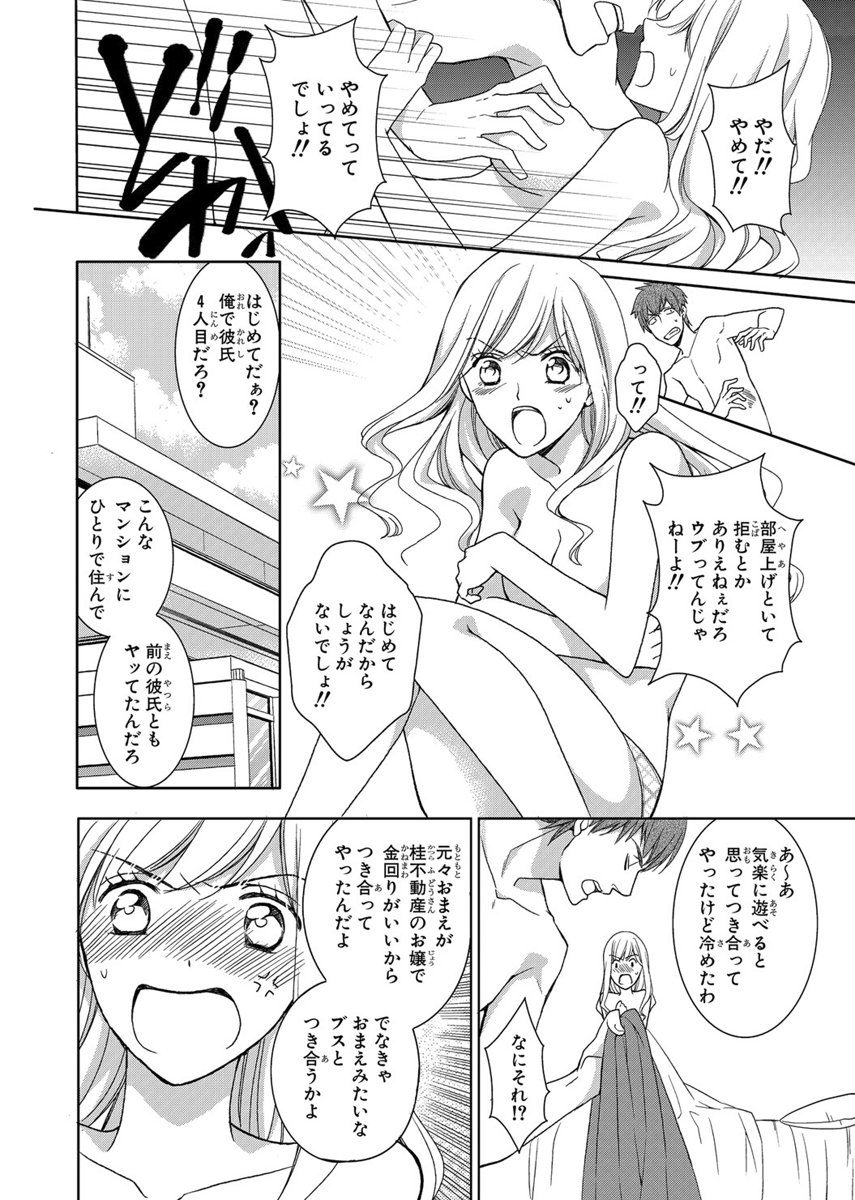 やだ!!
やめて!!
やめてって
いってる
でしょ!!
って!!
部屋上げといて
拒むとか
ありえねぇだろ
ウブってんじゃ
ねーよ!!
はじめて
なんだから
しょうが
ないでしょ!!
はじめてだぁ?
俺で彼氏
4人目だろ?
こんな
マンションに
ひとりで住んで
前の彼氏とも
ヤッてたんだろ
あ〜あ
気楽に遊べると
思ってつき合って
やったけど冷めたわ
なにそれ!?
元々おまえが
桂不動産のお嬢で
金回りがいいから
つき合って
やったんだよ
でなきゃ
おまえみたいな
ブスと
つき合うかよ